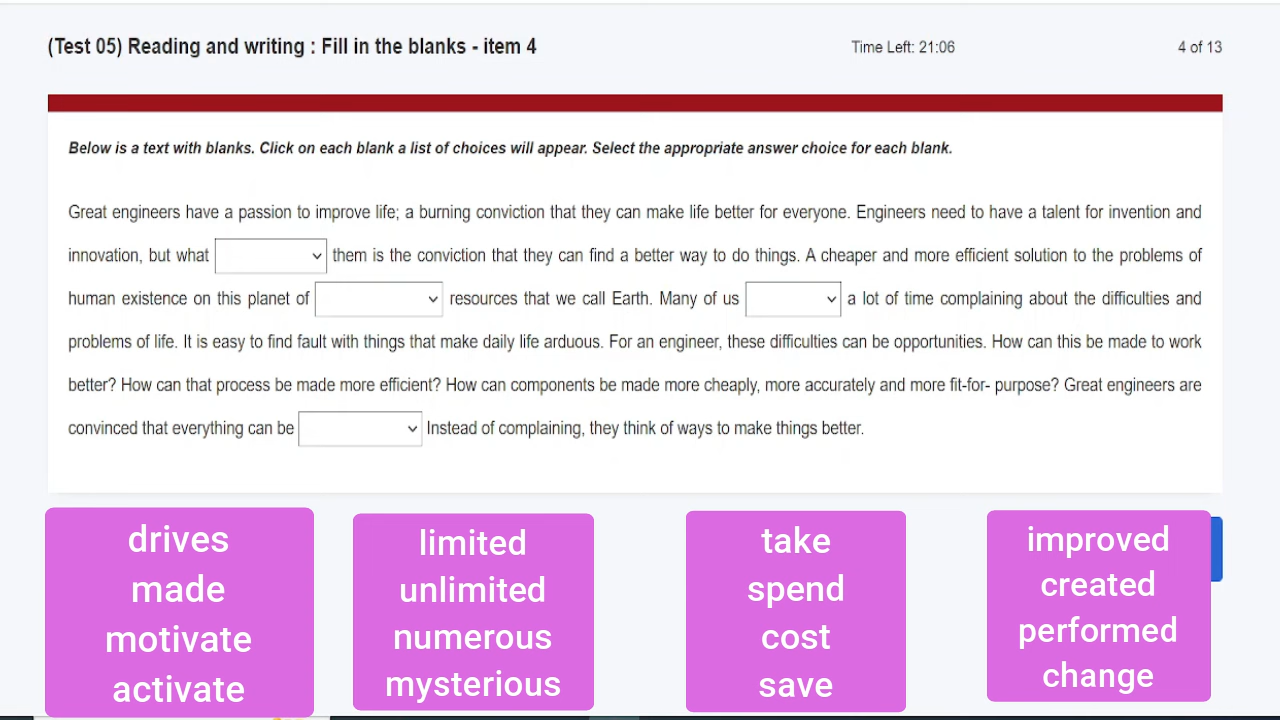 (Test 05) Reading and writing : Fill in the blanks - item 4
Time Left: 21:06
4 of 13
Below is a text with blanks. Click on each blank a list of choices will appear. Select the appropriate answer choice for each blank.
Great engineers have a passion to improve life; a burning conviction that they can make life better for everyone. Engineers need to have a talent for invention and
innovation, but what them is the conviction that they can find a better way to do things. A cheaper and more efficient solution to the problems of
human existence on this planet of resources that we call Earth. Many of us a lot of time complaining about the difficulties and
problems of life. It is easy to find fault with things that make daily life arduous. For an engineer, these difficulties can be opportunities. How can this be made to work
better? How can that process be made more efficient? How can components be made more cheaply, more accurately and more fit-for- purpose? Great engineers are
convinced that everything can be Instead of complaining, they think of ways to make things better.
drives
made
motivate
activate
limited
unlimited
numerous
mysterious
take
spend
cost
save
improved
created
performed
change